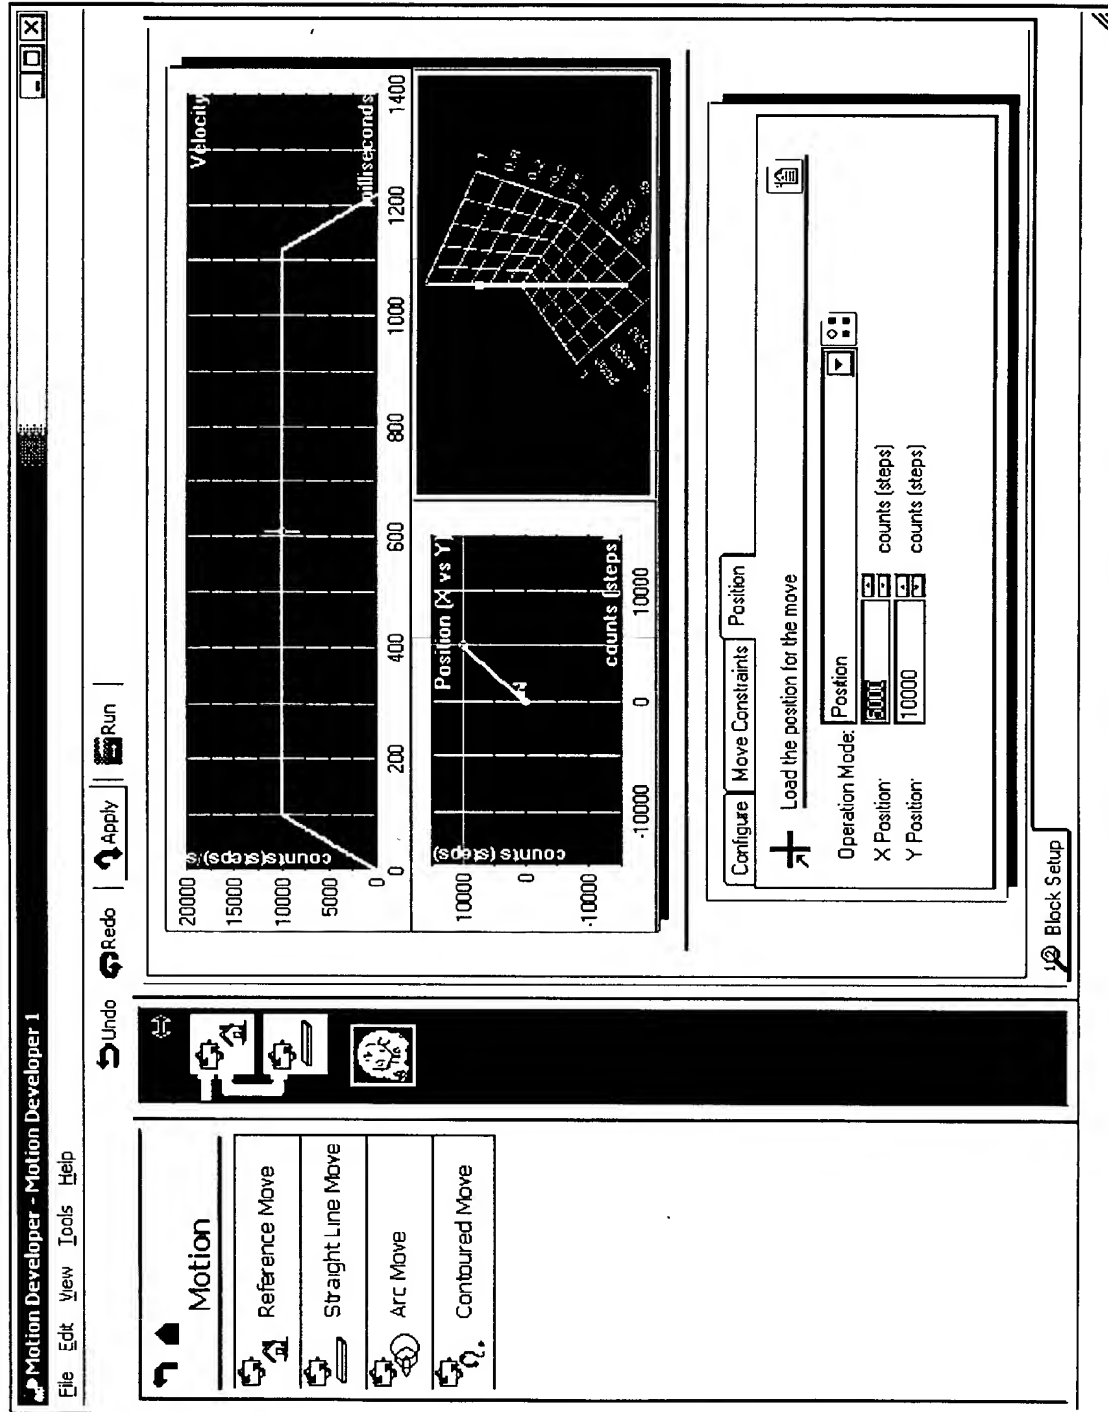 Motion Developer - Motion Developer 1
File Edit View Tools Help
Undo Redo Apply Run
Motion
Reference Move
Straight Line Move
Arc Move
Contoured Move
Velocity
20000
15000
10000
5000
0
counts(steps)/s
milliseconds
0 200 400 600 800 1000 1200 1400
Position (X vs Y)
10000
0
-10000
counts (steps)
counts (steps)
-10000 0 10000
Configure Move Constraints Position
Load the position for the move
Operation Mode:
Position
X Position:
5000
counts (steps)
Y Position:
10000
counts (steps)
Block Setup